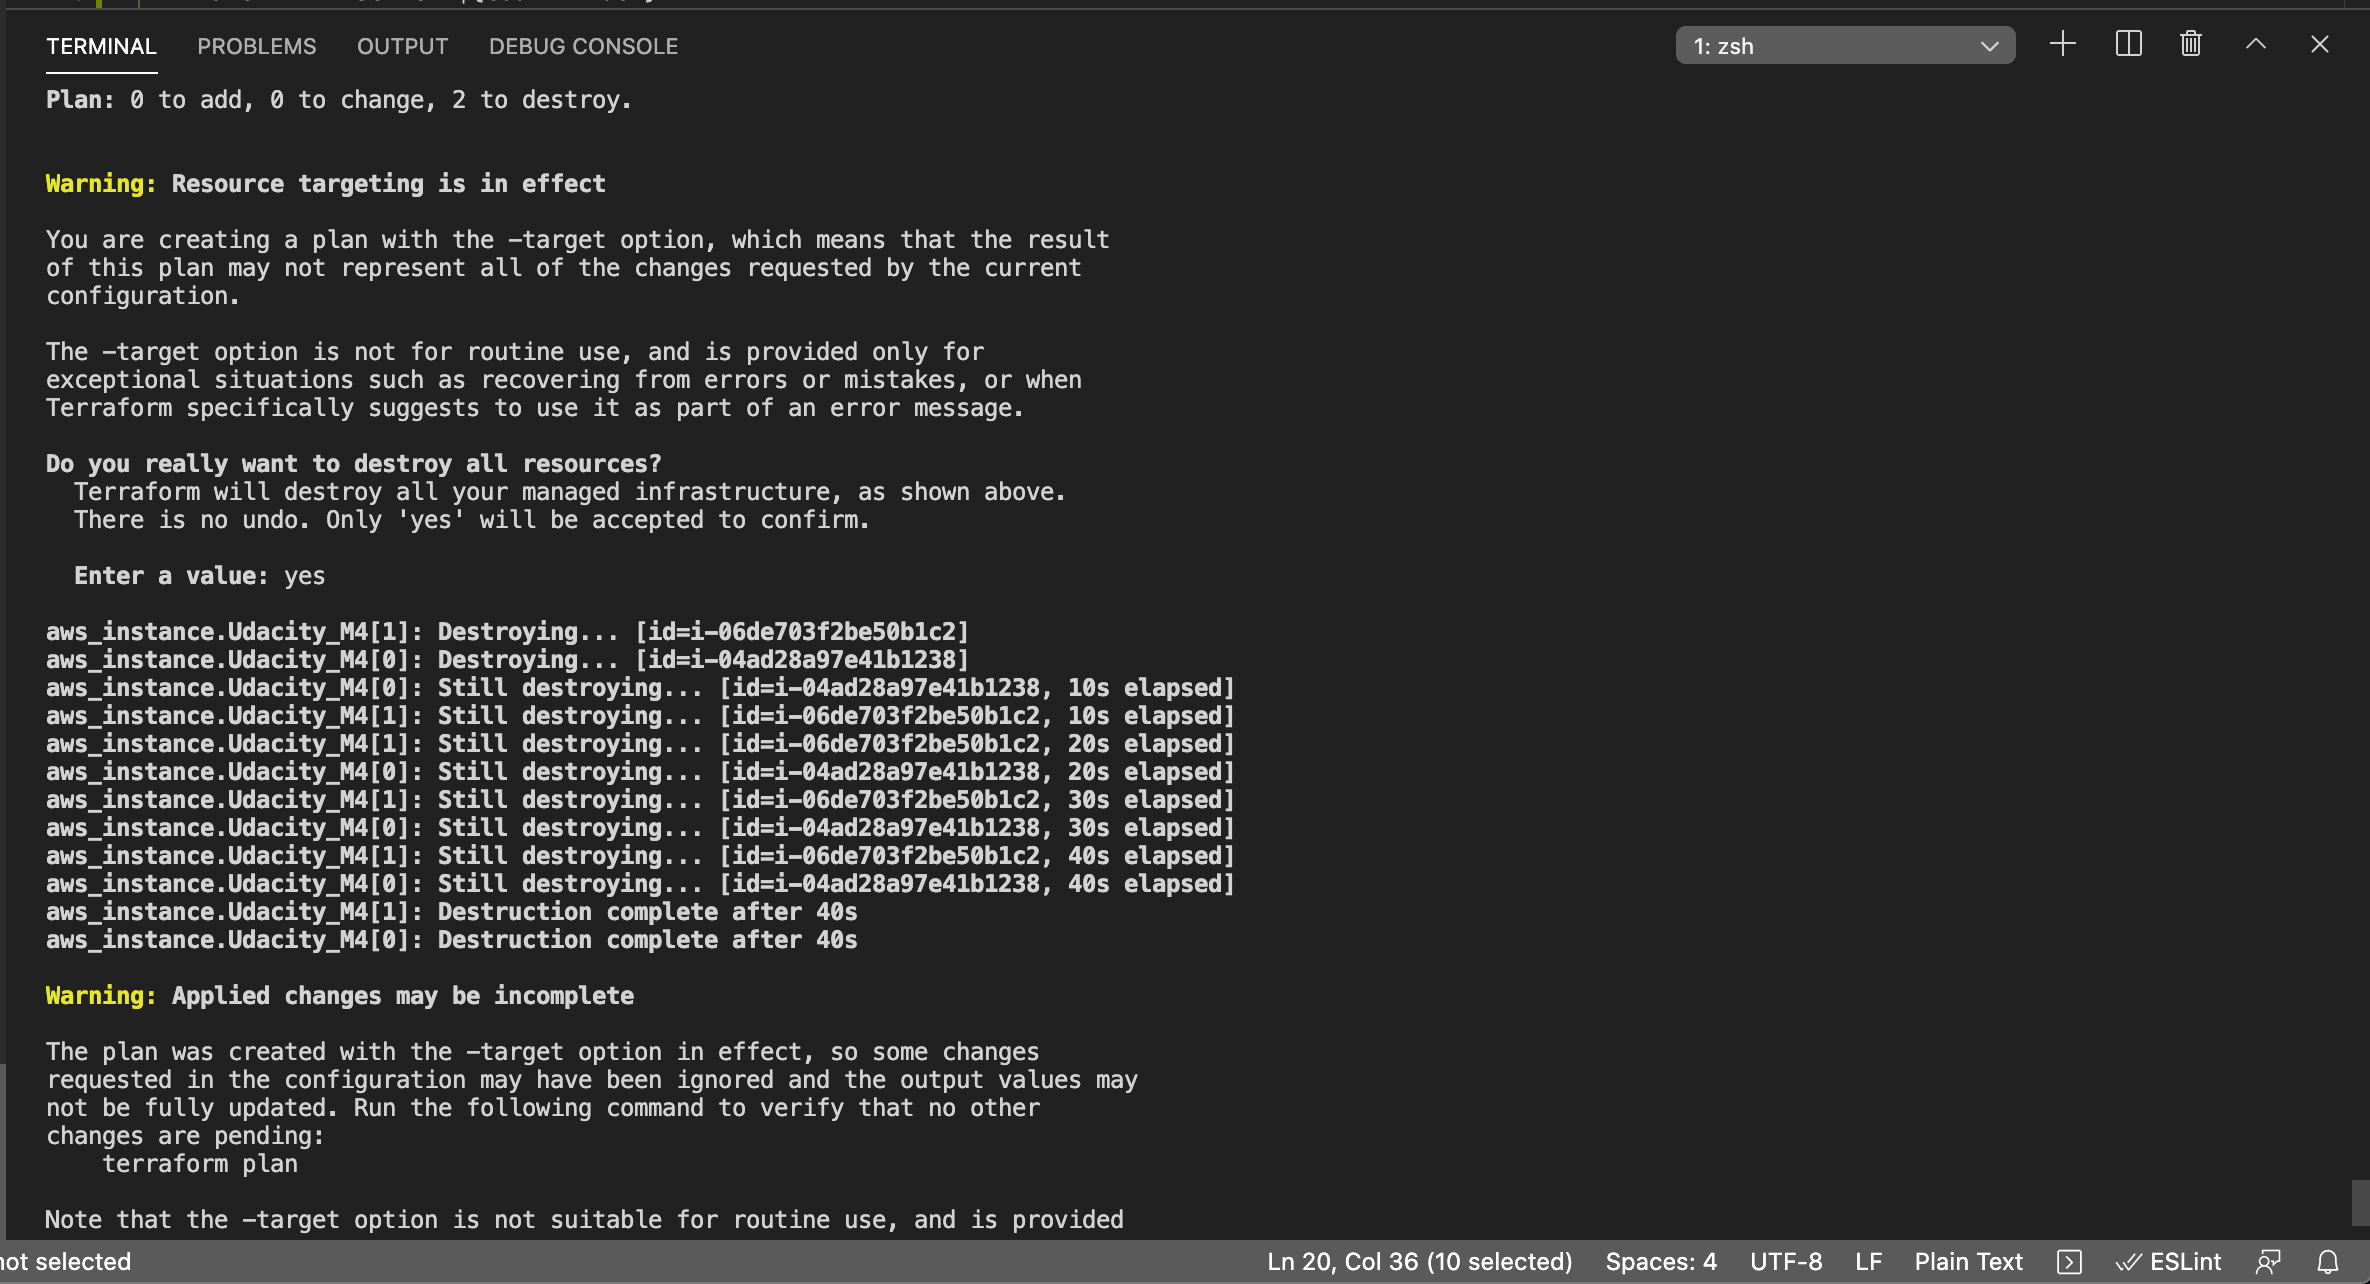 TERMINAL PROBLEMS OUTPUT DEBUG CONSOLE 1: zsh
Plan: 0 to add, 0 to change, 2 to destroy.
Warning: Resource targeting is in effect
You are creating a plan with the -target option, which means that the result
of this plan may not represent all of the changes requested by the current
configuration.
The -target option is not for routine use, and is provided only for
exceptional situations such as recovering from errors or mistakes, or when
Terraform specifically suggests to use it as part of an error message.
Do you really want to destroy all resources?
Terraform will destroy all your managed infrastructure, as shown above.
There is no undo. Only 'yes' will be accepted to confirm.
Enter a value: yes
aws_instance.Udacity_M4[1]: Destroying... [id=i-06de703f2be50b1c2]
aws_instance.Udacity_M4[0]: Destroying... [id=i-04ad28a97e41b1238]
aws_instance.Udacity_M4[0]: Still destroying... [id=i-04ad28a97e41b1238, 10s elapsed]
aws_instance.Udacity_M4[1]: Still destroying... [id=i-06de703f2be50b1c2, 10s elapsed]
aws_instance.Udacity_M4[1]: Still destroying... [id=i-06de703f2be50b1c2, 20s elapsed]
aws_instance.Udacity_M4[0]: Still destroying... [id=i-04ad28a97e41b1238, 20s elapsed]
aws_instance.Udacity_M4[1]: Still destroying... [id=i-06de703f2be50b1c2, 30s elapsed]
aws_instance.Udacity_M4[0]: Still destroying... [id=i-04ad28a97e41b1238, 30s elapsed]
aws_instance.Udacity_M4[1]: Still destroying... [id=i-06de703f2be50b1c2, 40s elapsed]
aws_instance.Udacity_M4[0]: Still destroying... [id=i-04ad28a97e41b1238, 40s elapsed]
aws_instance.Udacity_M4[1]: Destruction complete after 40s
aws_instance.Udacity_M4[0]: Destruction complete after 40s
Warning: Applied changes may be incomplete
The plan was created with the -target option in effect, so some changes
requested in the configuration may have been ignored and the output values may
not be fully updated. Run the following command to verify that no other
changes are pending:
terraform plan
Note that the -target option is not suitable for routine use, and is provided
not selected Ln 20, Col 36 (10 selected) Spaces: 4 UTF-8 LF Plain Text ESLint